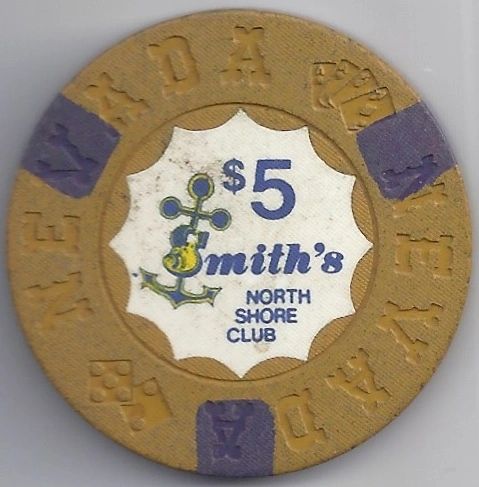 NEVADA
NEVADA
$5
Smith's
NORTH
SHORE
CLUB